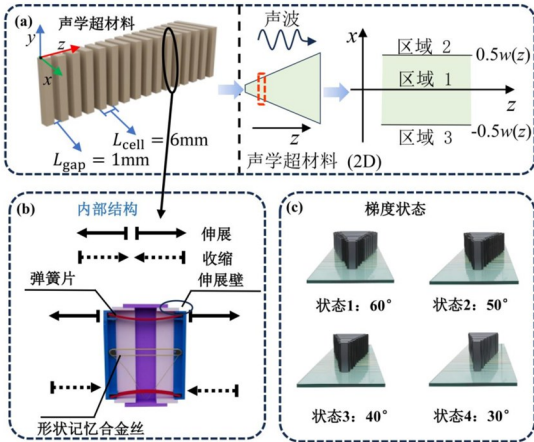 (a) 声学超材料
y
z
x
L_cell = 6mm
L_gap = 1mm
声波
z
声学超材料 (2D)
x
区域 2
0.5w(z)
区域 1
z
区域 3
-0.5w(z)
(b) 内部结构
伸展
收缩
弹簧片
伸展壁
形状记忆合金丝
(c) 梯度状态
状态1：60°
状态2：50°
状态3：40°
状态4：30°